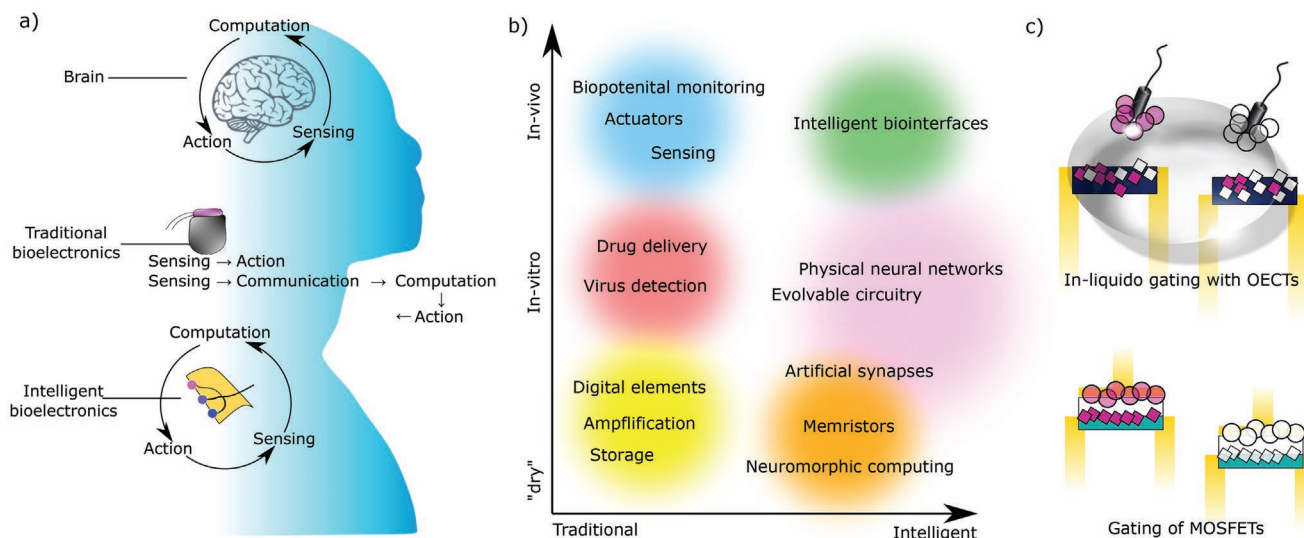 a)
Computation
Brain
Action
Sensing
Traditional
bioelectronics
Sensing → Action
Sensing → Communication → Computation
↓
← Action
Computation
Intelligent
bioelectronics
Action
Sensing
b)
In-vivo
In-vitro
"dry"
Biopotenital monitoring
Actuators
Sensing
Intelligent biointerfaces
Drug delivery
Virus detection
Physical neural networks
Evolvable circuitry
Digital elements
Ampflification
Storage
Artificial synapses
Memristors
Neuromorphic computing
Traditional
Intelligent
c)
In-liquido gating with OECTs
Gating of MOSFETs